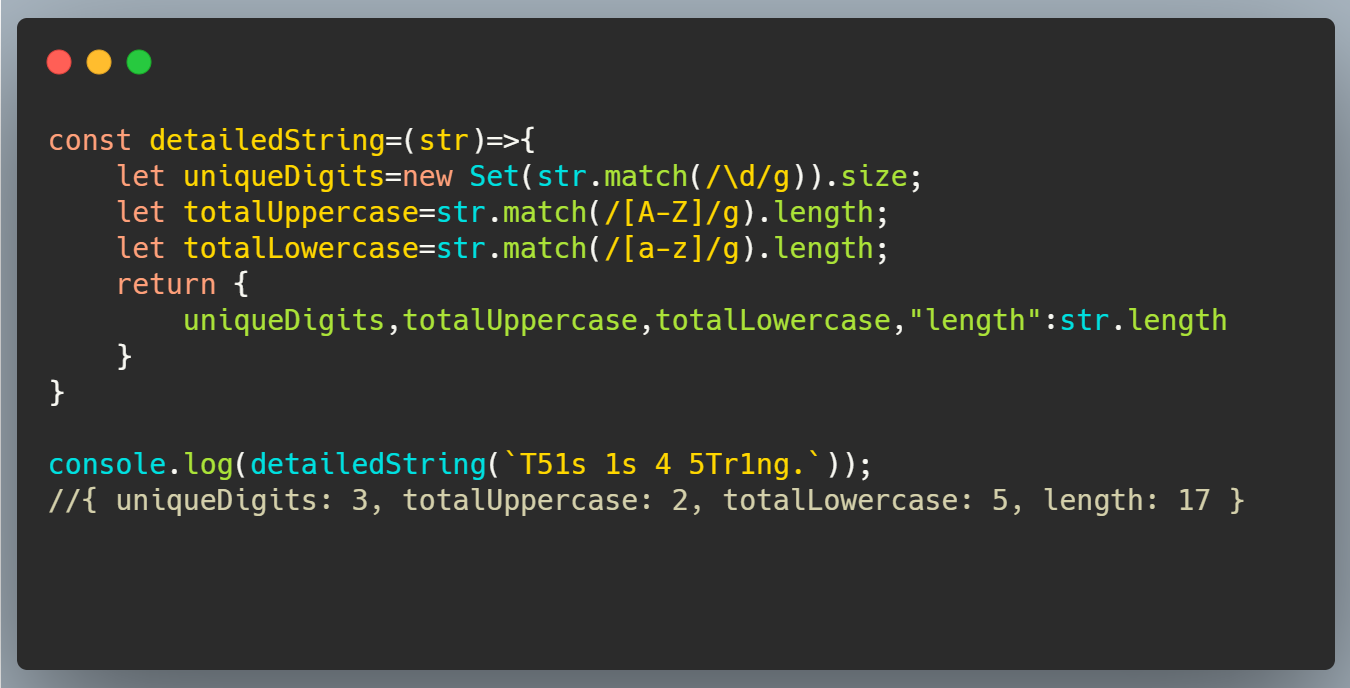 const detailedString=(str)=>{
    let uniqueDigits=new Set(str.match(/\d/g)).size;
    let totalUppercase=str.match(/[A-Z]/g).length;
    let totalLowercase=str.match(/[a-z]/g).length;
    return {
        uniqueDigits,totalUppercase,totalLowercase,"length":str.length
    }
}
console.log(detailedString(`T51s 1s 4 5Tr1ng.`));
//{ uniqueDigits: 3, totalUppercase: 2, totalLowercase: 5, length: 17 }